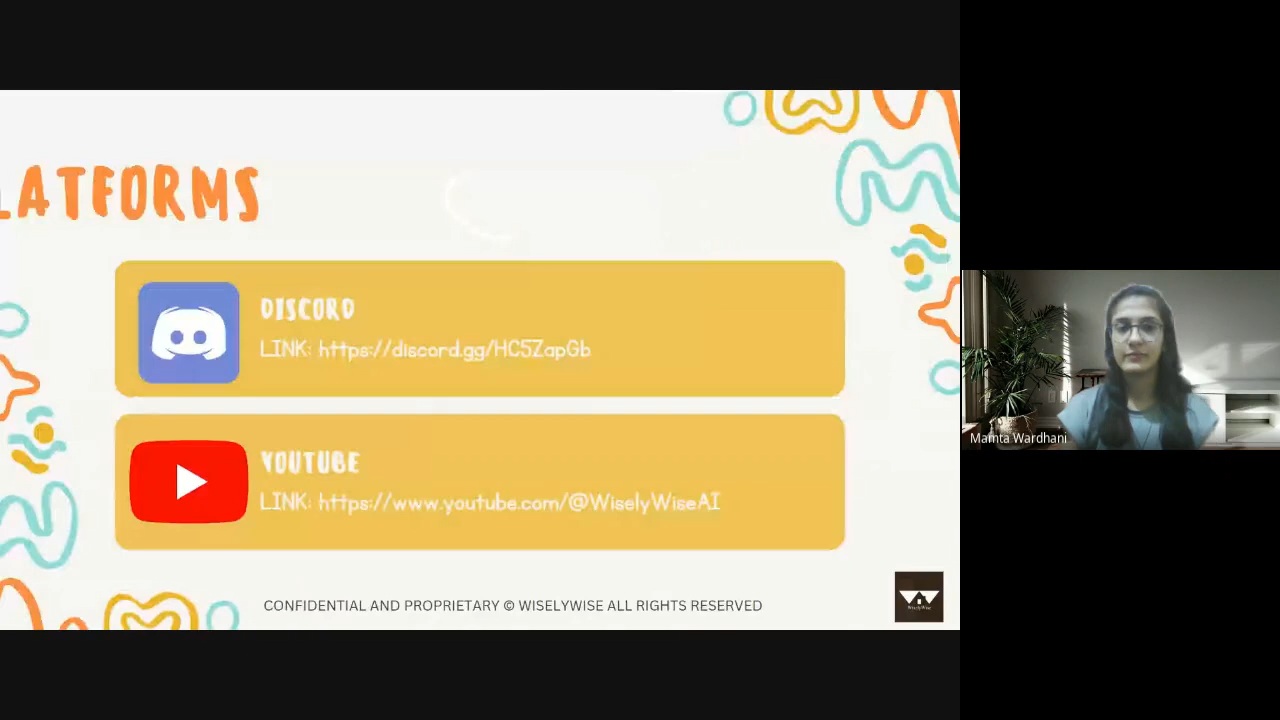 LATFORMS
DISCORD
LINK: https://discord.gg/HC5ZapGb
YOUTUBE
LINK: https://www.youtube.com/@WiselyWiseAI
CONFIDENTIAL AND PROPRIETARY © WISELYWISE ALL RIGHTS RESERVED
WiselyWise
Mamta Wardhani